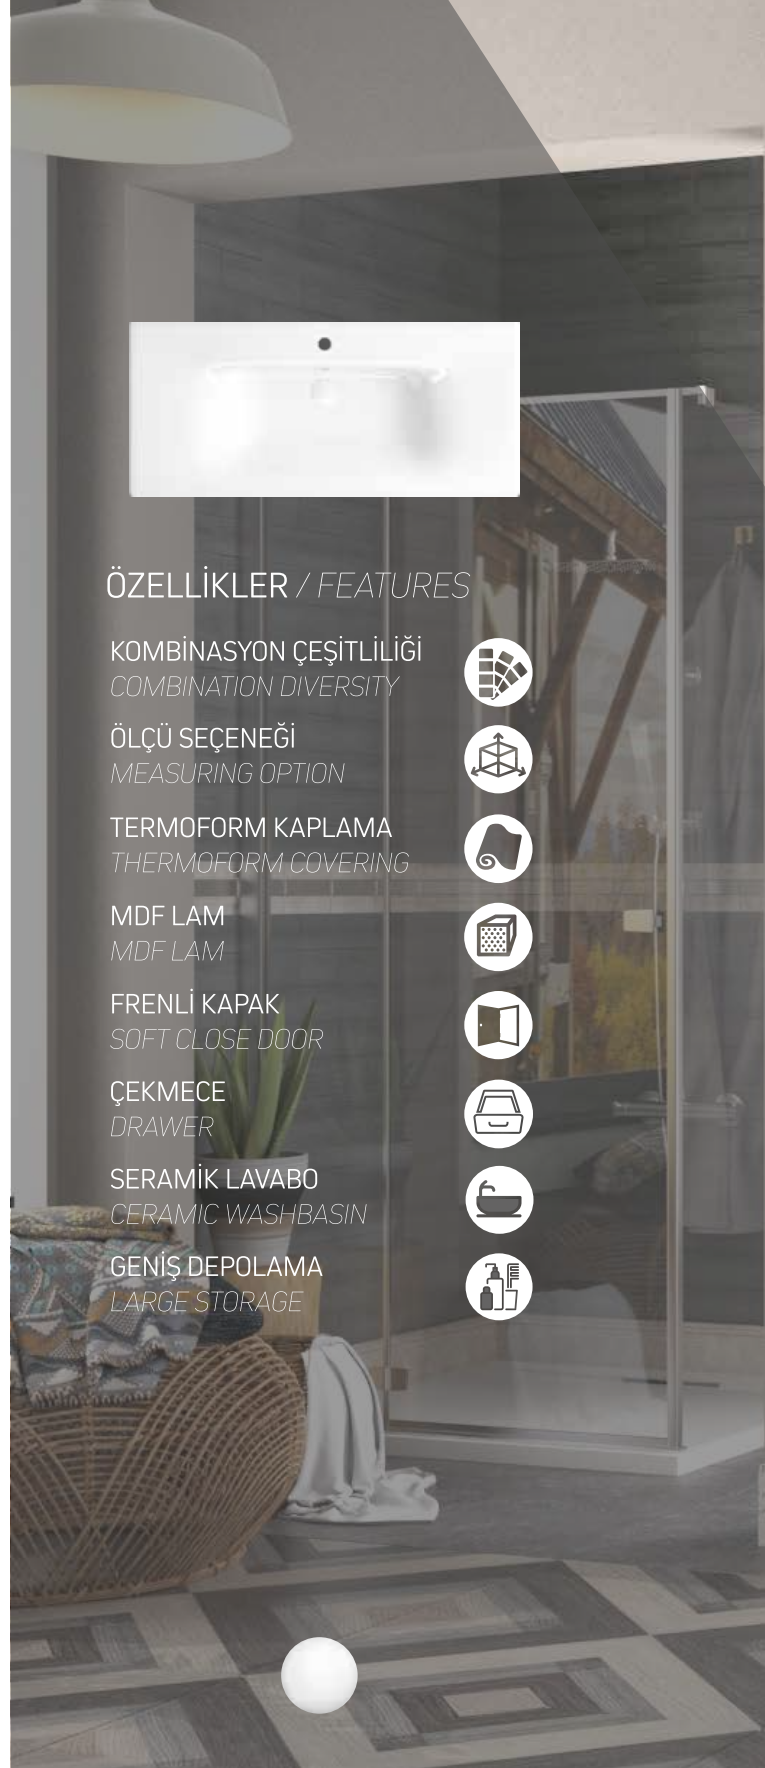 ÖZELLİKLER / FEATURES
KOMBİNASYON ÇEŞİTLİLİĞİ
COMBINATION DIVERSITY
ÖLÇÜ SEÇENEĞİ
MEASURING OPTION
TERMOFORM KAPLAMA
THERMOFORM COVERING
MDF LAM
MDF LAM
FRENLİ KAPAK
SOFT CLOSE DOOR
ÇEKMECE
DRAWER
SERAMİK LAVABO
CERAMIC WASHBASIN
GENİŞ DEPOLAMA
LARGE STORAGE